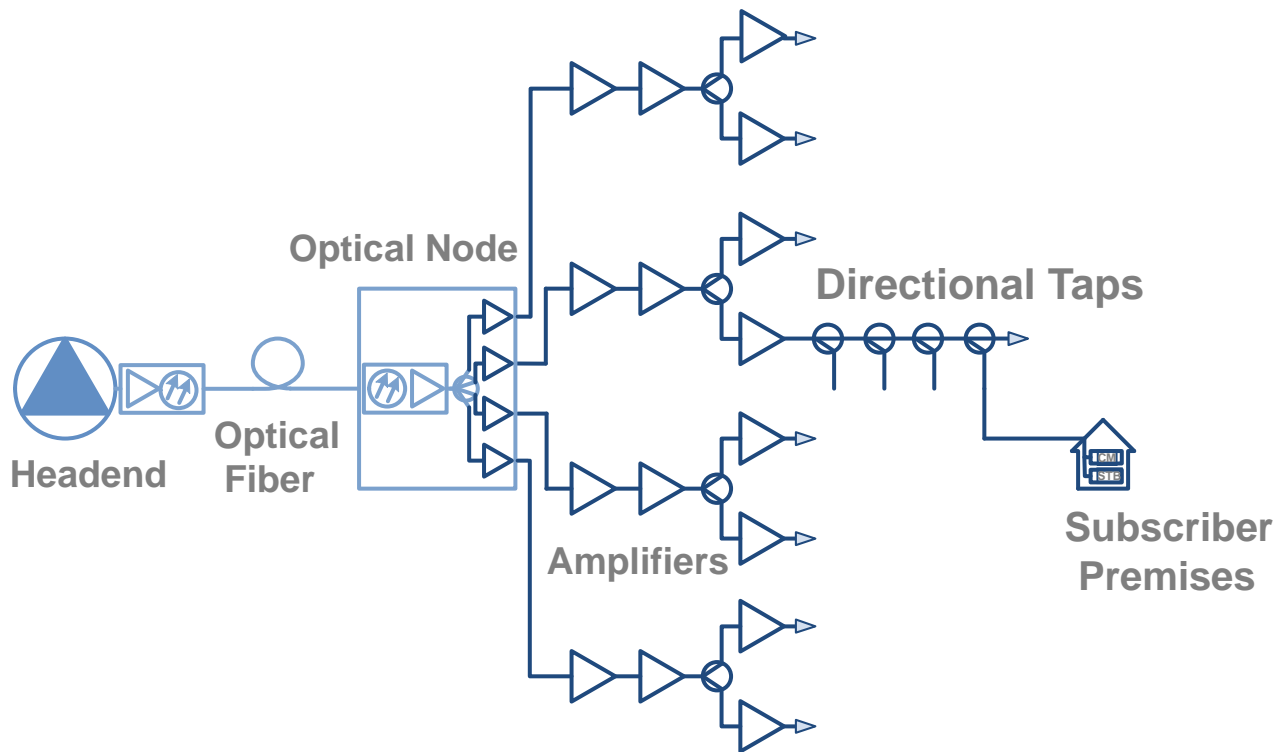 Optical Node
Directional Taps
Optical
Fiber
Headend
CM
STB
Amplifiers
Subscriber
Premises